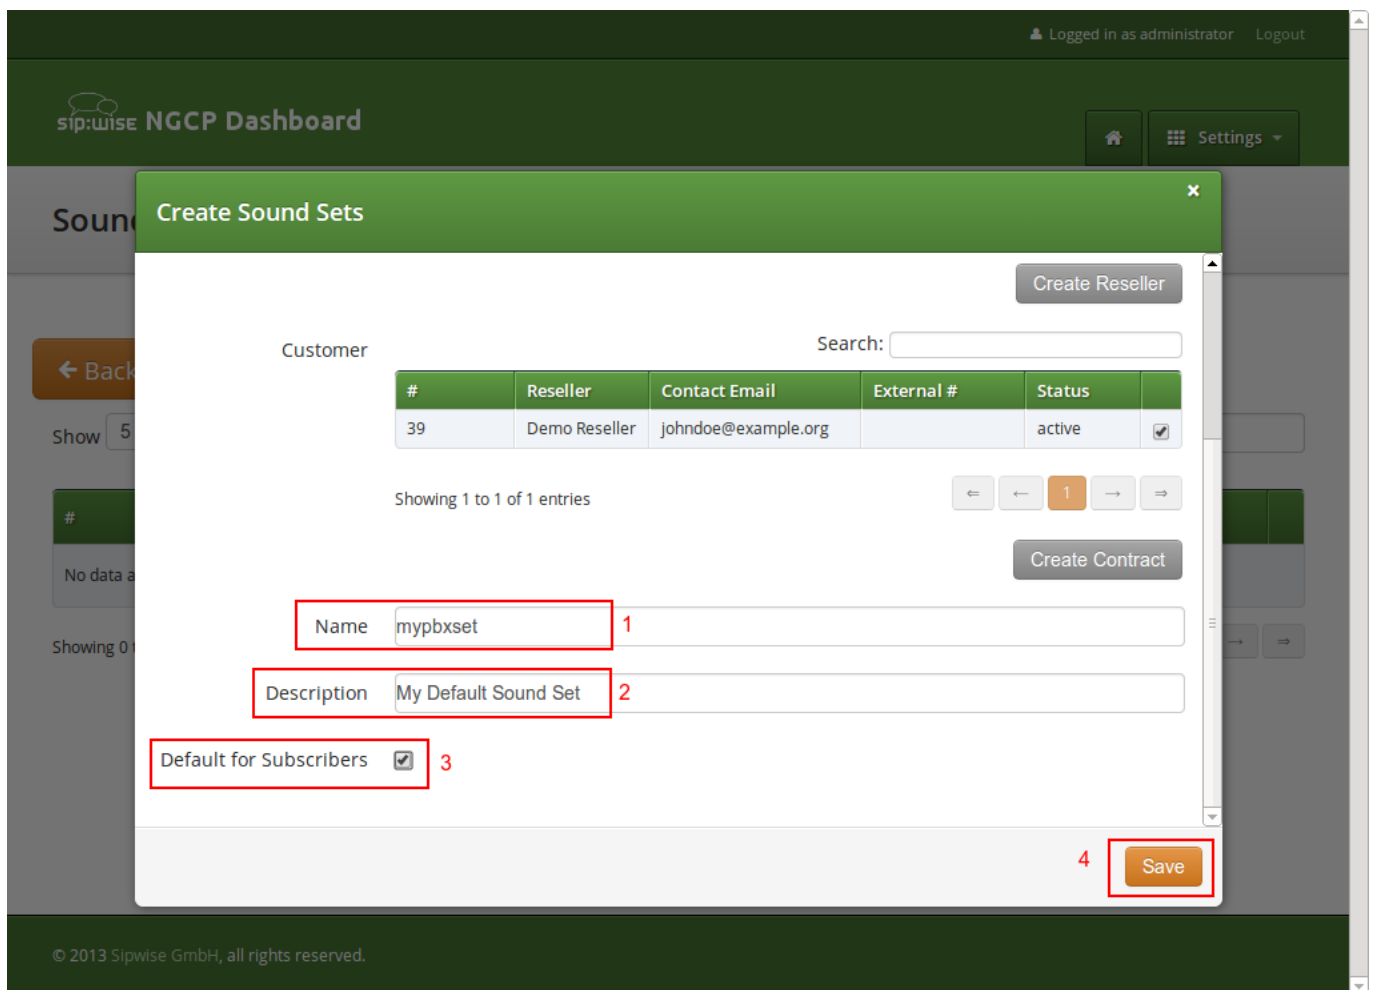 Logged in as administrator Logout
sip:wise NGCP Dashboard
Settings
Soun
Create Sound Sets
×
Create Reseller
Customer
Search:
Back
Show 5
# Reseller Contact Email External # Status
39 Demo Reseller johndoe@example.org active
Showing 1 to 1 of 1 entries
⇐ ← 1 → ⇒
#
Create Contract
No data a
Name mypbxset 1
Showing 0 t
→ ⇒
Description My Default Sound Set 2
Default for Subscribers 3
4 Save
© 2013 Sipwise GmbH, all rights reserved.